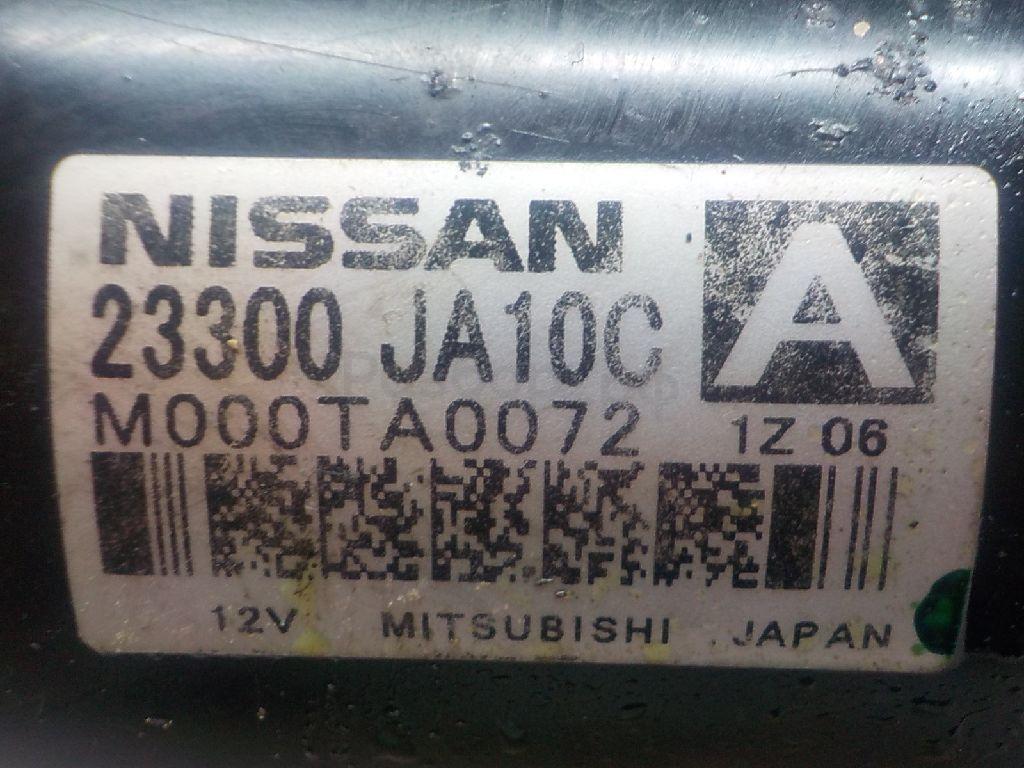 NISSAN
A
23300 JA10C
M000TA0072
1Z 06
12V MITSUBISHI JAPAN